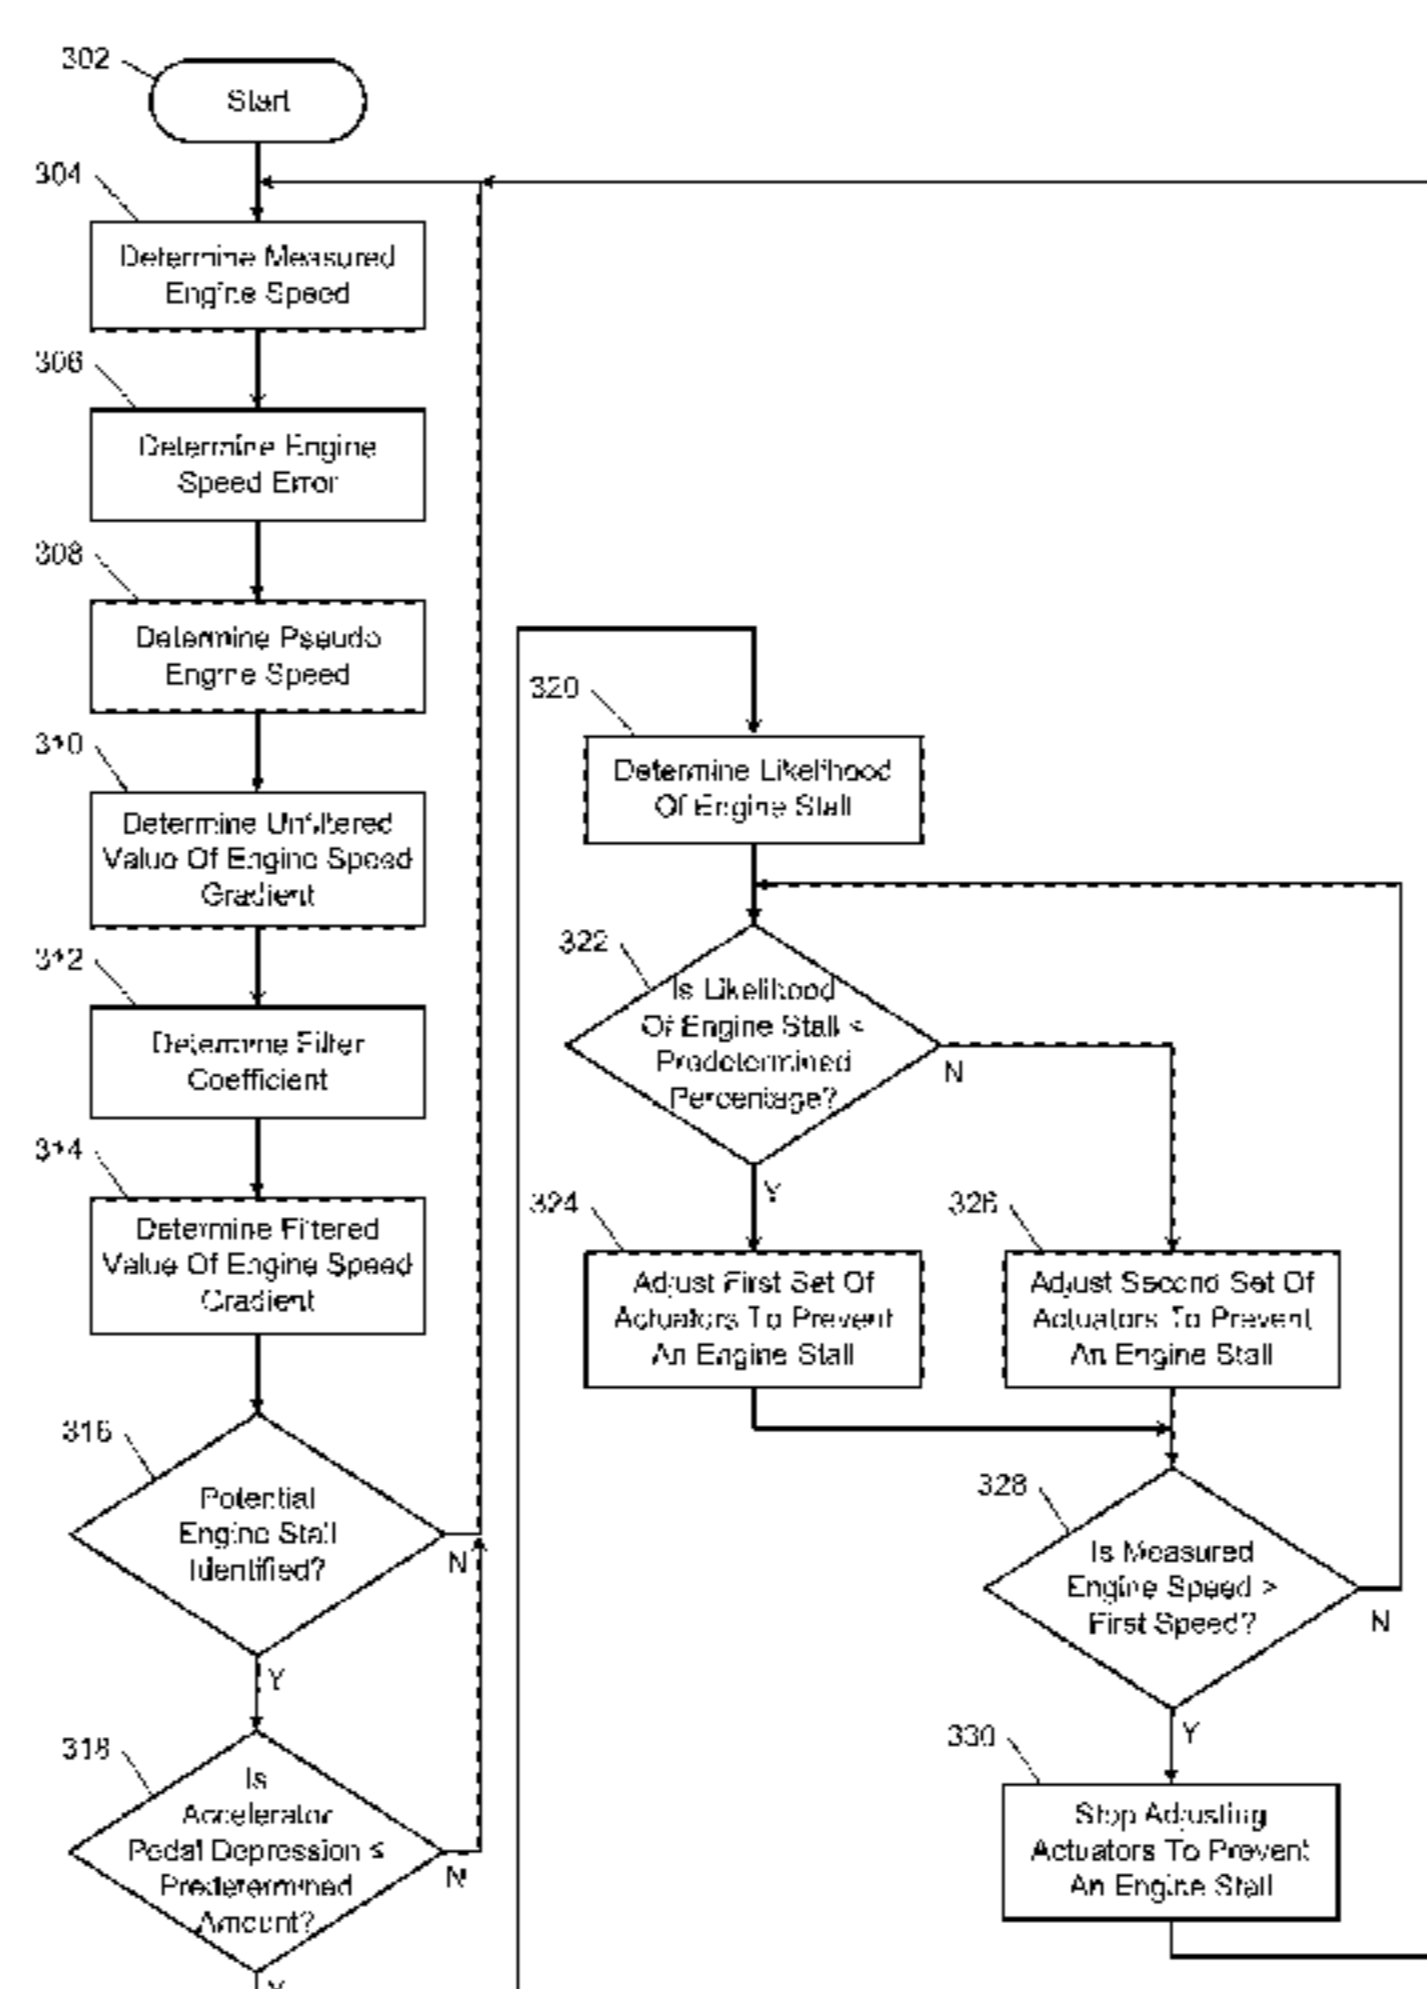 302
Start
304
Determine Measured
Engine Speed
306
Determine Engine
Speed Error
308
Determine Pseudo
Engine Speed
310
Determine Unfiltered
Value Of Engine Speed
Gradient
312
Determine Filter
Coefficient
314
Determine Filtered
Value Of Engine Speed
Gradient
316
Potential
Engine Stall
Identified?
N
Y
318
Is
Accelerator
Pedal Depression ≤
Predetermined
Amount?
N
Y
320
Determine Likelihood
Of Engine Stall
322
Is Likelihood
Of Engine Stall <
Predetermined
Percentage?
N
Y
324
Adjust First Set Of
Actuators To Prevent
An Engine Stall
326
Adjust Second Set Of
Actuators To Prevent
An Engine Stall
328
Is Measured
Engine Speed >
First Speed?
N
Y
330
Stop Adjusting
Actuators To Prevent
An Engine Stall